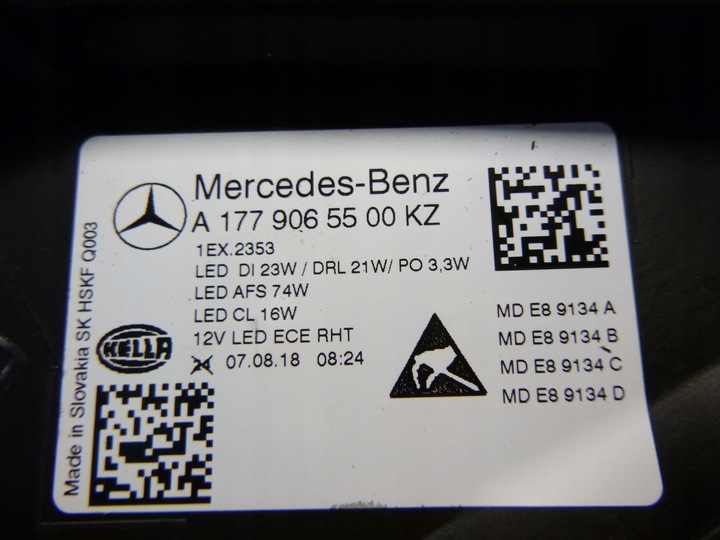 Mercedes-Benz
A 177 906 55 00 KZ
1EX.2353
LED DI 23W / DRL 21W/ PO 3,3W
LED AFS 74W
LED CL 16W
12V LED ECE RHT
24 07.08.18 08:24
HELLA
Made in Slovakia SK HSKF Q003
MD E8 9134 A
MD E8 9134 B
MD E8 9134 C
MD E8 9134 D